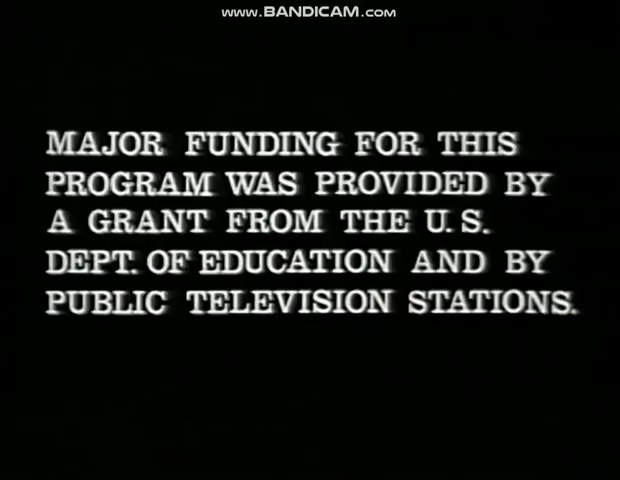 www.BANDICAM.com
MAJOR FUNDING FOR THIS
PROGRAM WAS PROVIDED BY
A GRANT FROM THE U.S.
DEPT. OF EDUCATION AND BY
PUBLIC TELEVISION STATIONS.